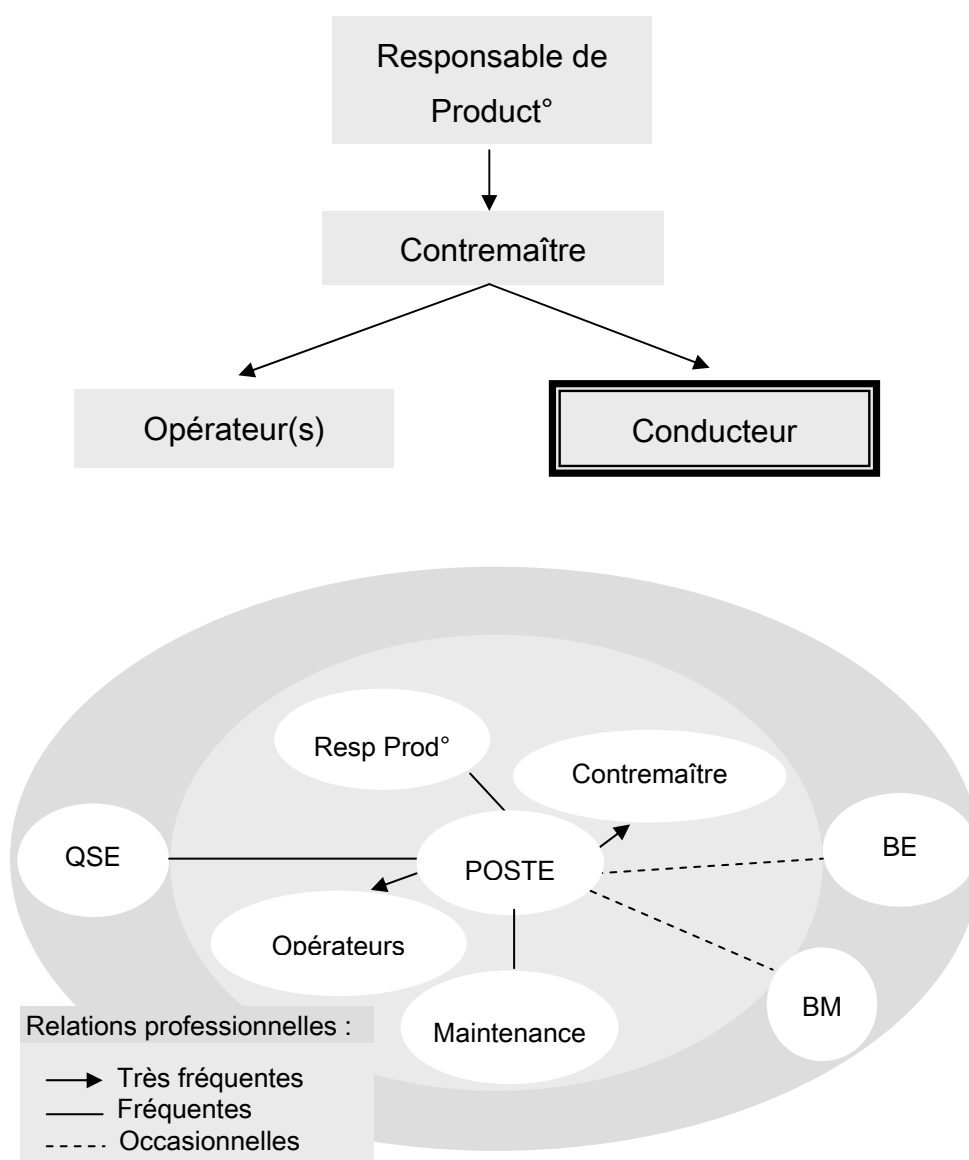 Responsable de
Product°
Contremaître
Opérateur(s)
Conducteur
Resp Prod°
Contremaître
QSE
POSTE
BE
Opérateurs
Maintenance
BM
Relations professionnelles :
Très fréquentes
Fréquentes
Occasionnelles